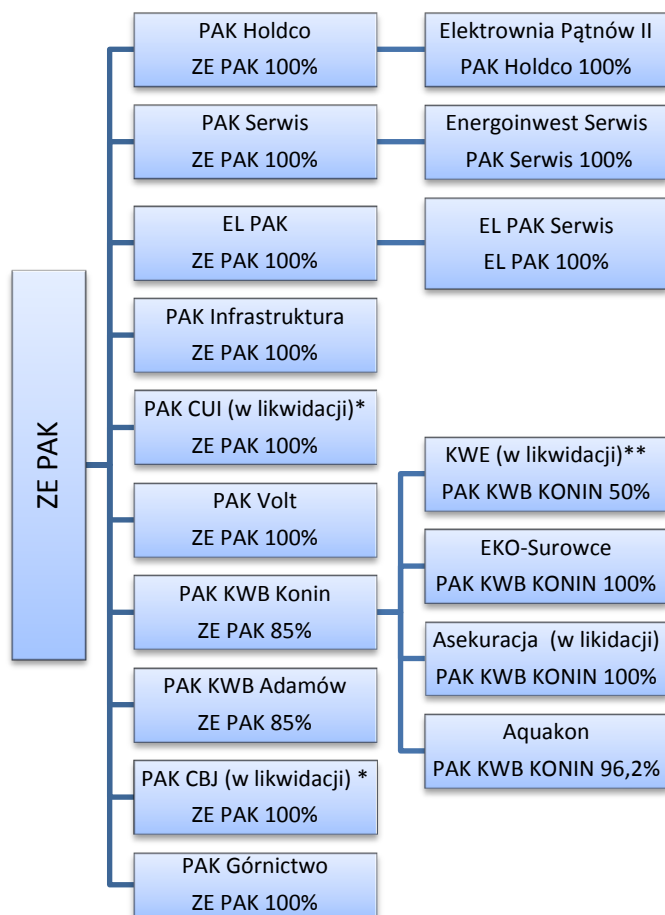 ZE PAK
PAK Holdco
ZE PAK 100%
Elektrownia Pątnów II
PAK Holdco 100%
PAK Serwis
ZE PAK 100%
Energoinwest Serwis
PAK Serwis 100%
EL PAK
ZE PAK 100%
EL PAK Serwis
EL PAK 100%
PAK Infrastruktura
ZE PAK 100%
PAK CUI (w likwidacji)*
ZE PAK 100%
PAK Volt
ZE PAK 100%
PAK KWB Konin
ZE PAK 85%
KWE (w likwidacji)**
PAK KWB KONIN 50%
EKO-Surowce
PAK KWB KONIN 100%
Asekuracja (w likidacji)
PAK KWB KONIN 100%
Aquakon
PAK KWB KONIN 96,2%
PAK KWB Adamów
ZE PAK 85%
PAK CBJ (w likwidacji) *
ZE PAK 100%
PAK Górnictwo
ZE PAK 100%